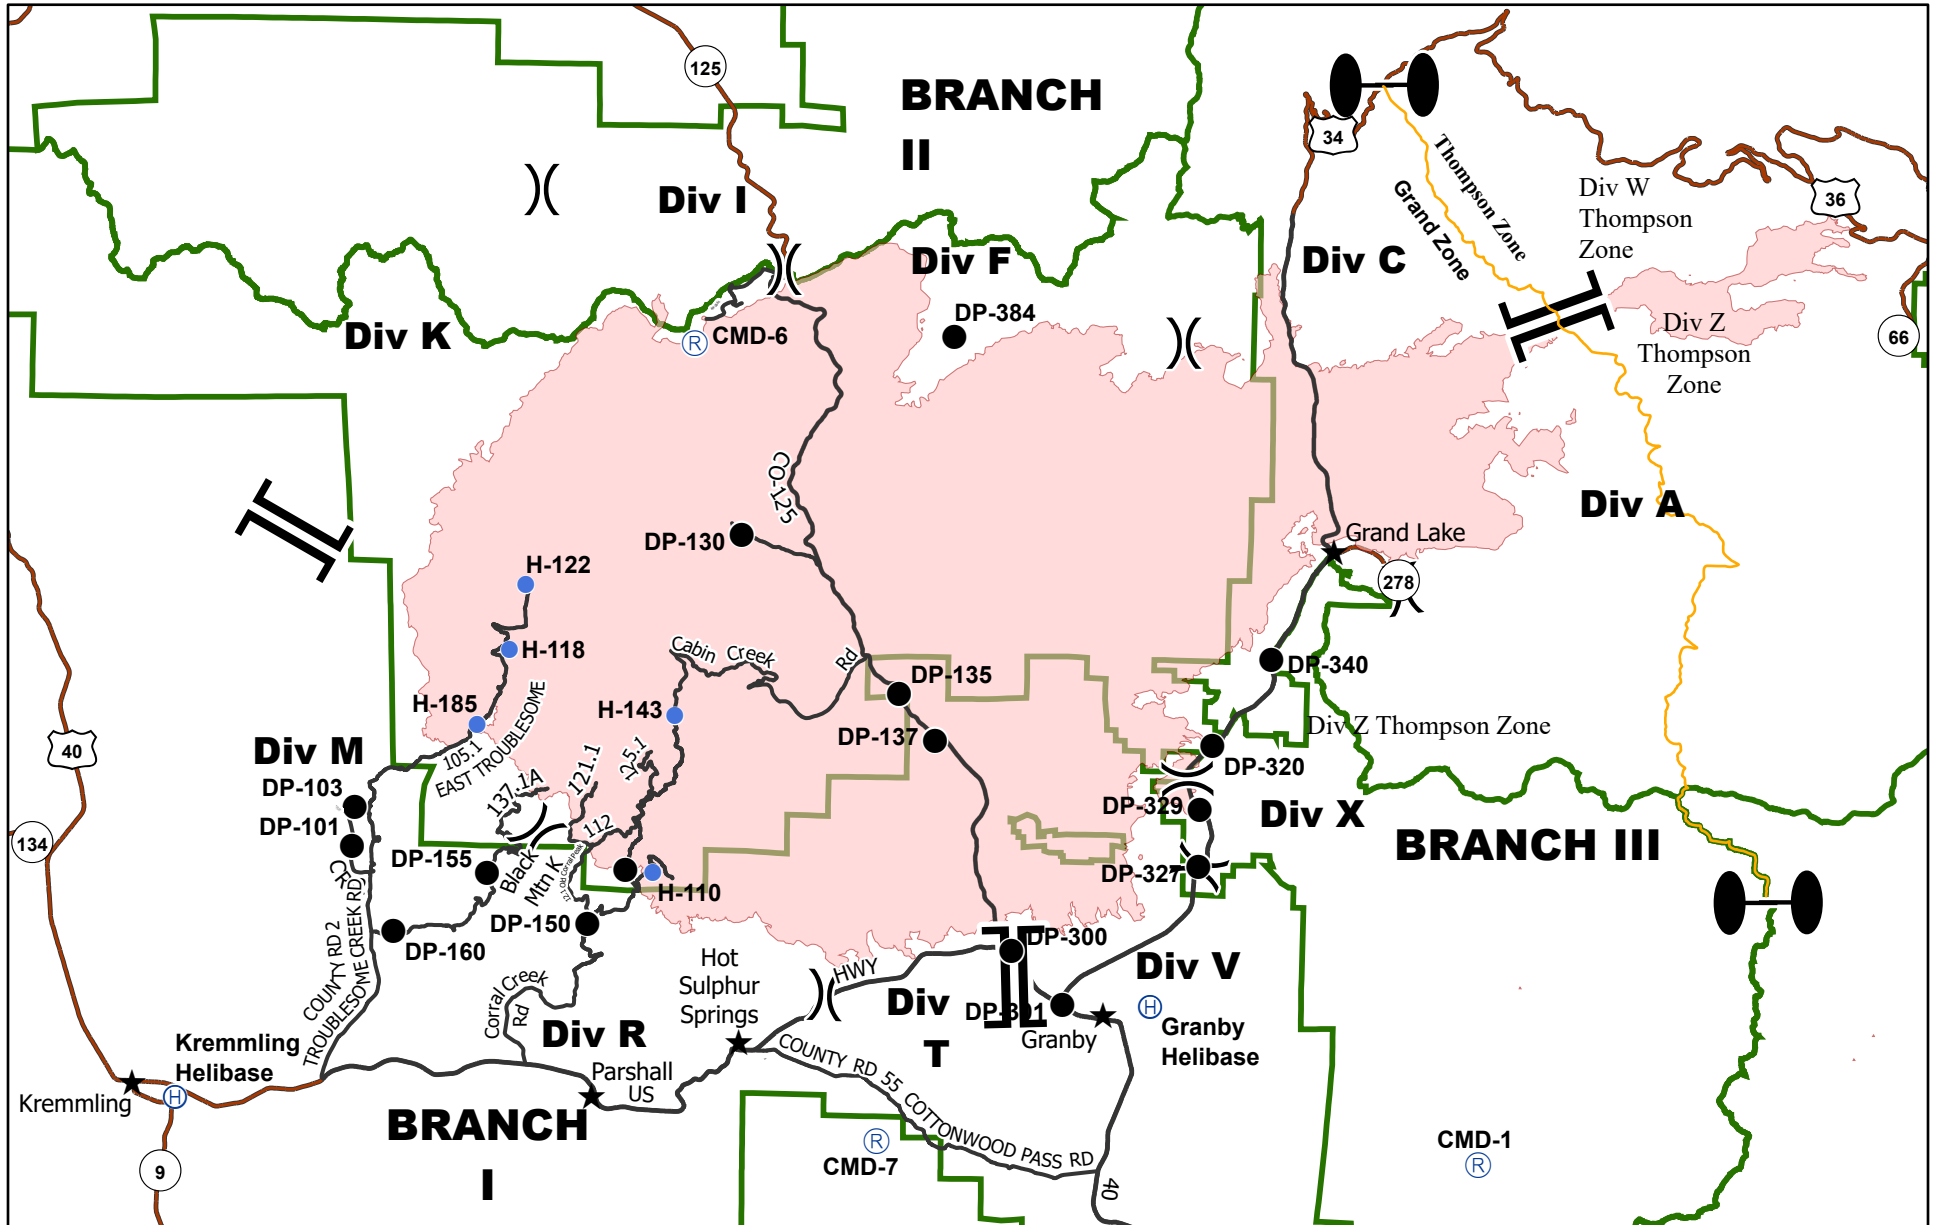 125
BRANCH
II
34
Thompson Zone
Grand Zone
Div W
Thompson
Zone
36
Div I
Div F
Div C
DP-384
Div K
CMD-6
Div Z
Thompson
Zone
66
CO-125
Div A
DP-130
Grand Lake
H-122
278
H-118
Cabin Creek
Rd
DP-340
DP-135
H-185
H-143
DP-137
Div Z Thompson Zone
40
Div M
105.1
EAST TROUBLESOME
DP-320
DP-103
137.1A
121.1
DP-101
112
DP-329
Div X
134
BRANCH III
DP-155
Black
Mtn K
CR
DP-327
H-110
DP-150
DP-160
DP-300
COUNTY RD 2
TROUBLESOME CREEK RD
Hot
Sulphur
Springs
HWY
Div V
Corral Creek
Rd
Div
T
Granby
Granby
Helibase
H
Div R
Kremmling
Helibase
H
Kremmling
Parshall
US
COUNTY RD 55 COTTONWOOD PASS RD
BRANCH
I
R
CMD-7
CMD-1
R
9
40
R